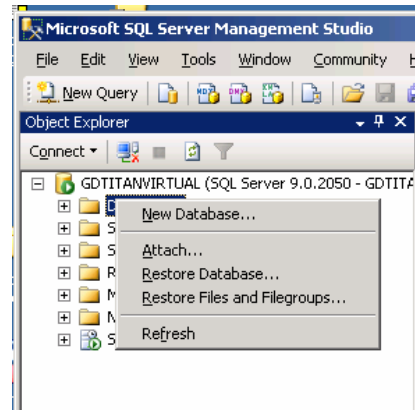 Microsoft SQL Server Management Studio
File Edit View Tools Window Community
New Query
Object Explorer
Connect
GDTITANVIRTUAL (SQL Server 9.0.2050 - GDTITA
D
New Database...
S
Attach...
S
Restore Database...
R
Restore Files and Filegroups...
M
N
Refresh
S